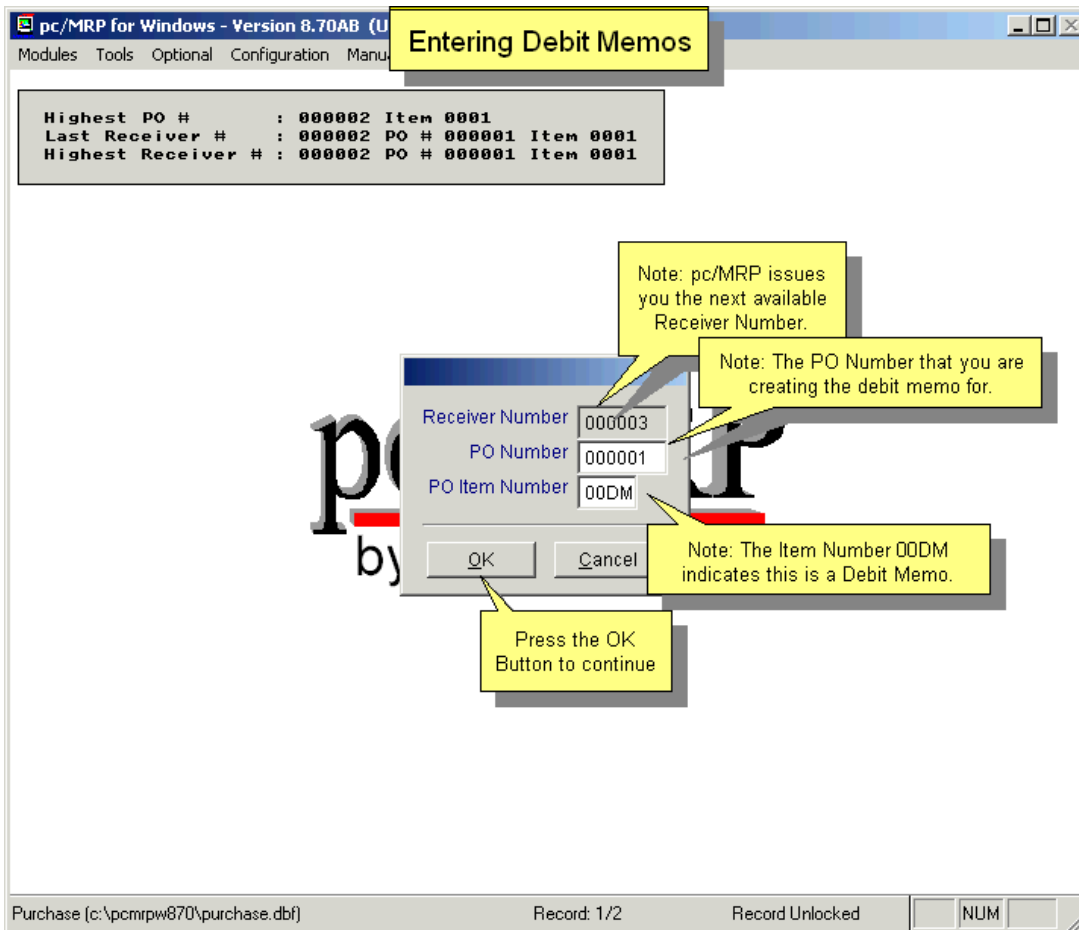 pc/MRP for Windows - Version 8.70AB (U
Entering Debit Memos
Modules Tools Optional Configuration Manu
Highest PO # : 000002 Item 0001
Last Receiver # : 000002 PO # 000001 Item 0001
Highest Receiver # : 000002 PO # 000001 Item 0001
Note: pc/MRP issues
you the next available
Receiver Number.
Note: The PO Number that you are
creating the debit memo for.
Receiver Number 000003
PO Number 000001
PO Item Number 00DM
OK Cancel
Note: The Item Number 00DM
indicates this is a Debit Memo.
Press the OK
Button to continue
pc
P
by
Purchase (c:\pcmrpw870\purchase.dbf) Record: 1/2 Record Unlocked NUM